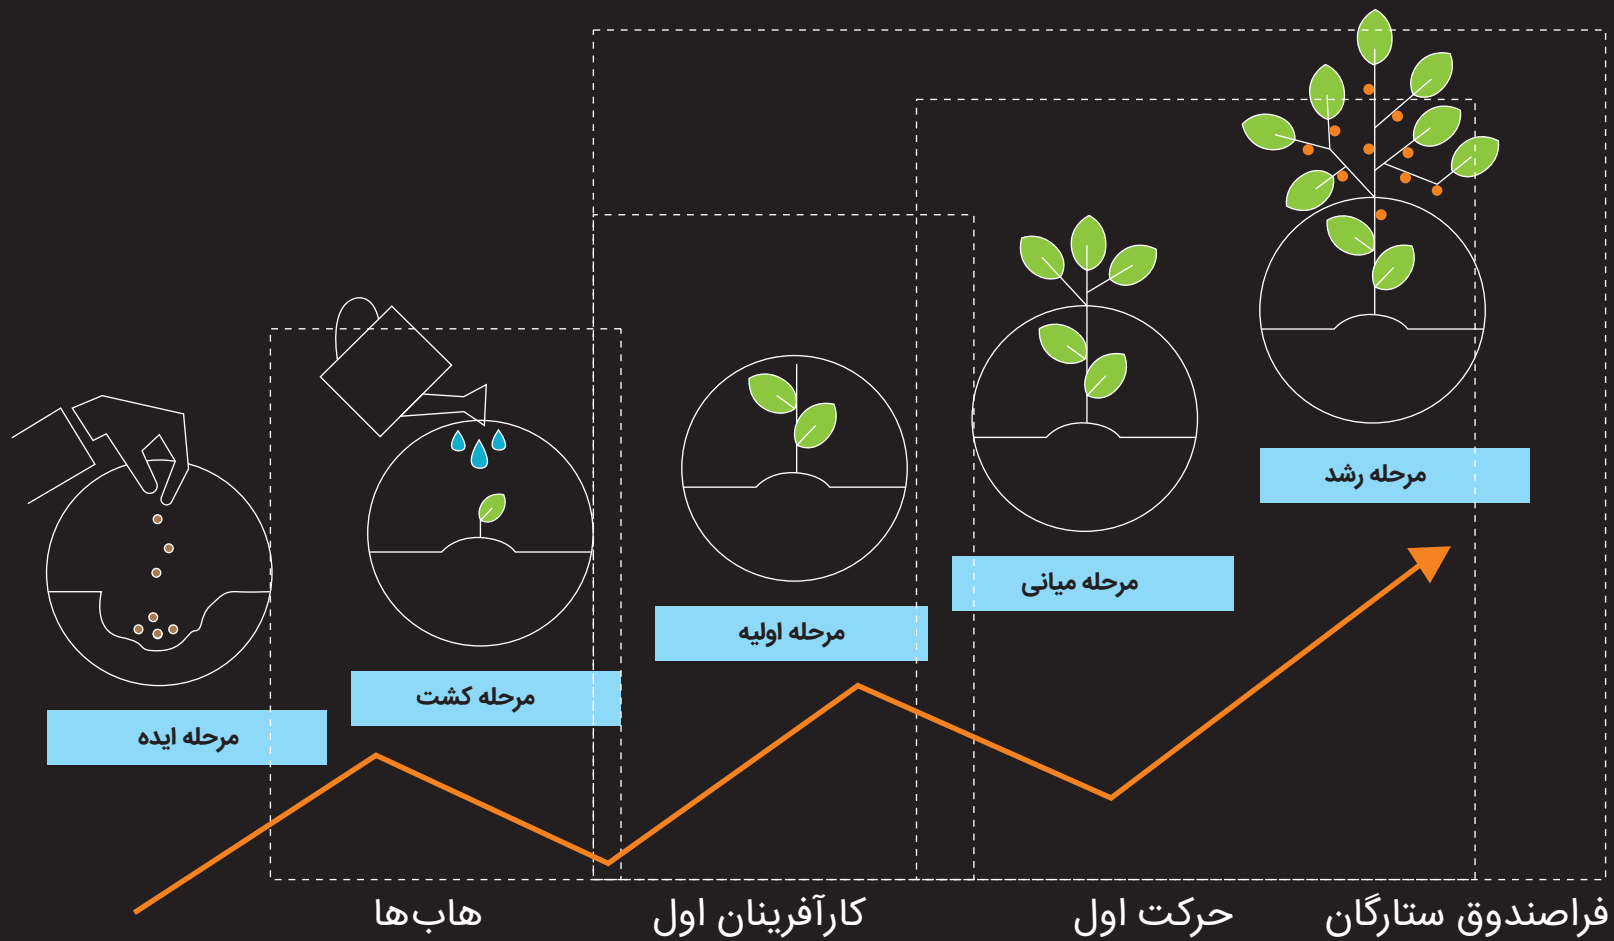 مرحله رشد
مرحله میانی
مرحله اولیه
مرحله کشت
مرحله ایده
فراصندوق ستارگان
حرکت اول
کارآفرینان اول
هاب‌ها